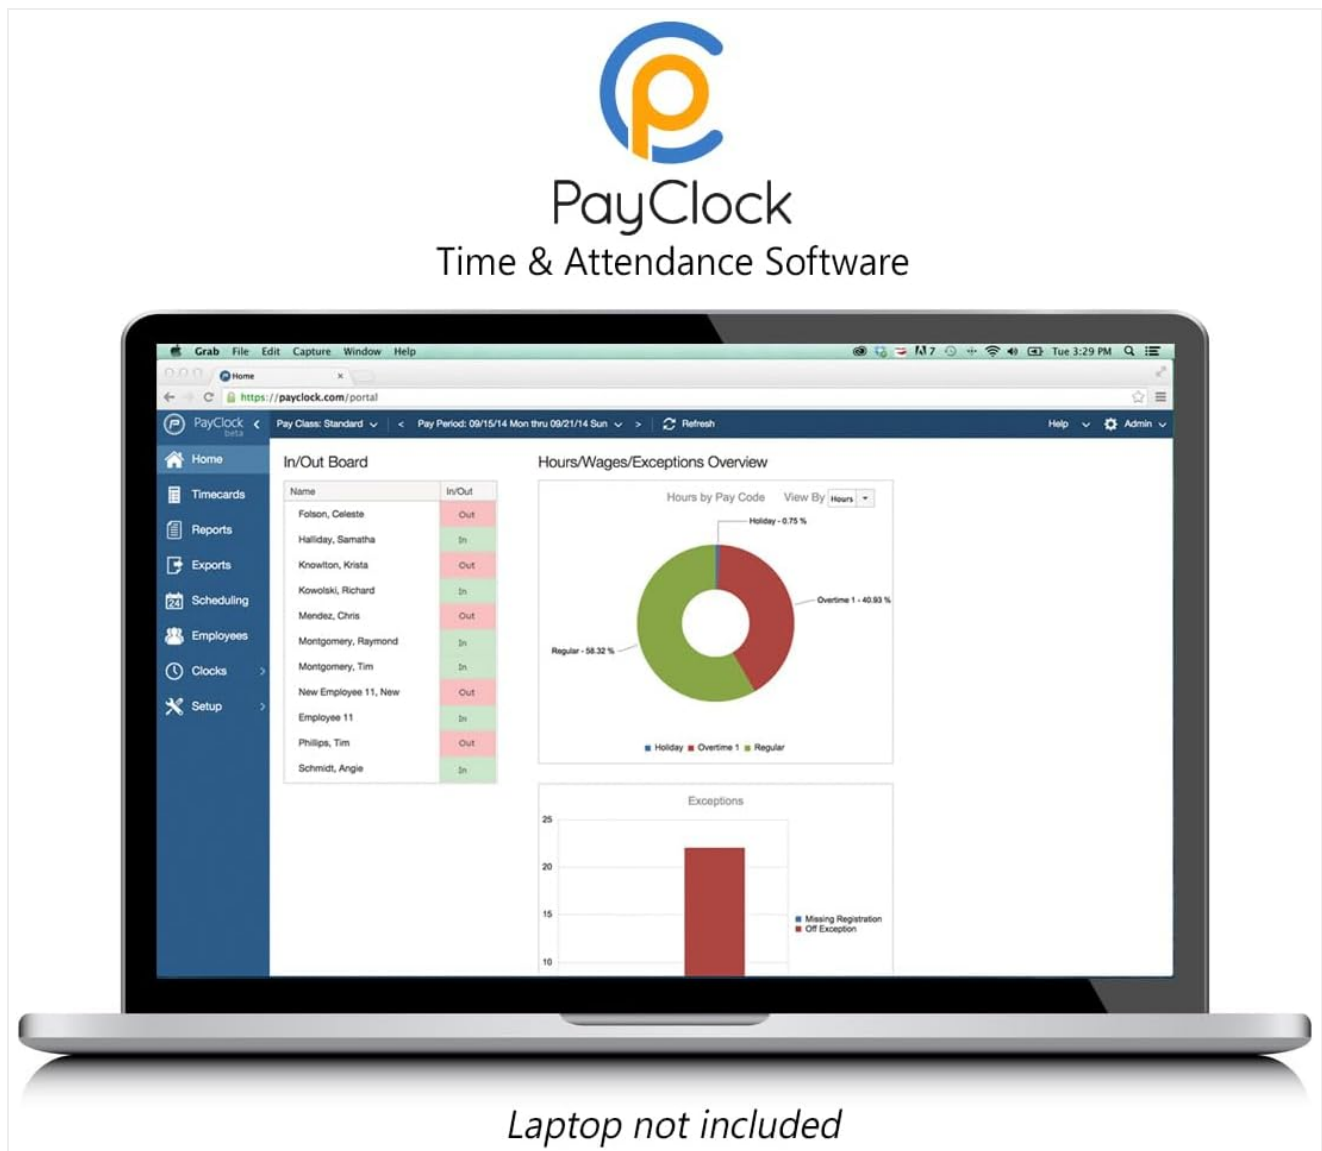 PayClock
Time & Attendance Software
Grab File Edit Capture Window Help
7 Tue 3:29 PM
Home
https://payclock.com/portal
PayClock
beta
Pay Class: Standard
Pay Period: 09/15/14 Mon thru 09/21/14 Sun
Refresh
Help
Admin
Home
Timecards
Reports
Exports
24 Scheduling
Employees
Clocks
Setup
In/Out Board
Name In/Out
Folson, Celeste Out
Halliday, Samatha In
Knowlton, Krista Out
Kowolski, Richard In
Mendez, Chris Out
Montgomery, Raymond In
Montgomery, Tim In
New Employee 11, New Out
Employee 11 In
Phillips, Tim Out
Schmidt, Angie In
Hours/Wages/Exceptions Overview
Hours by Pay Code View By Hours
Holiday - 0.75 %
Overtime 1 - 40.93 %
Regular - 58.32 %
Holiday Overtime 1 Regular
Exceptions
25
20
15
10
Missing Registration
Off Exception
Laptop not included